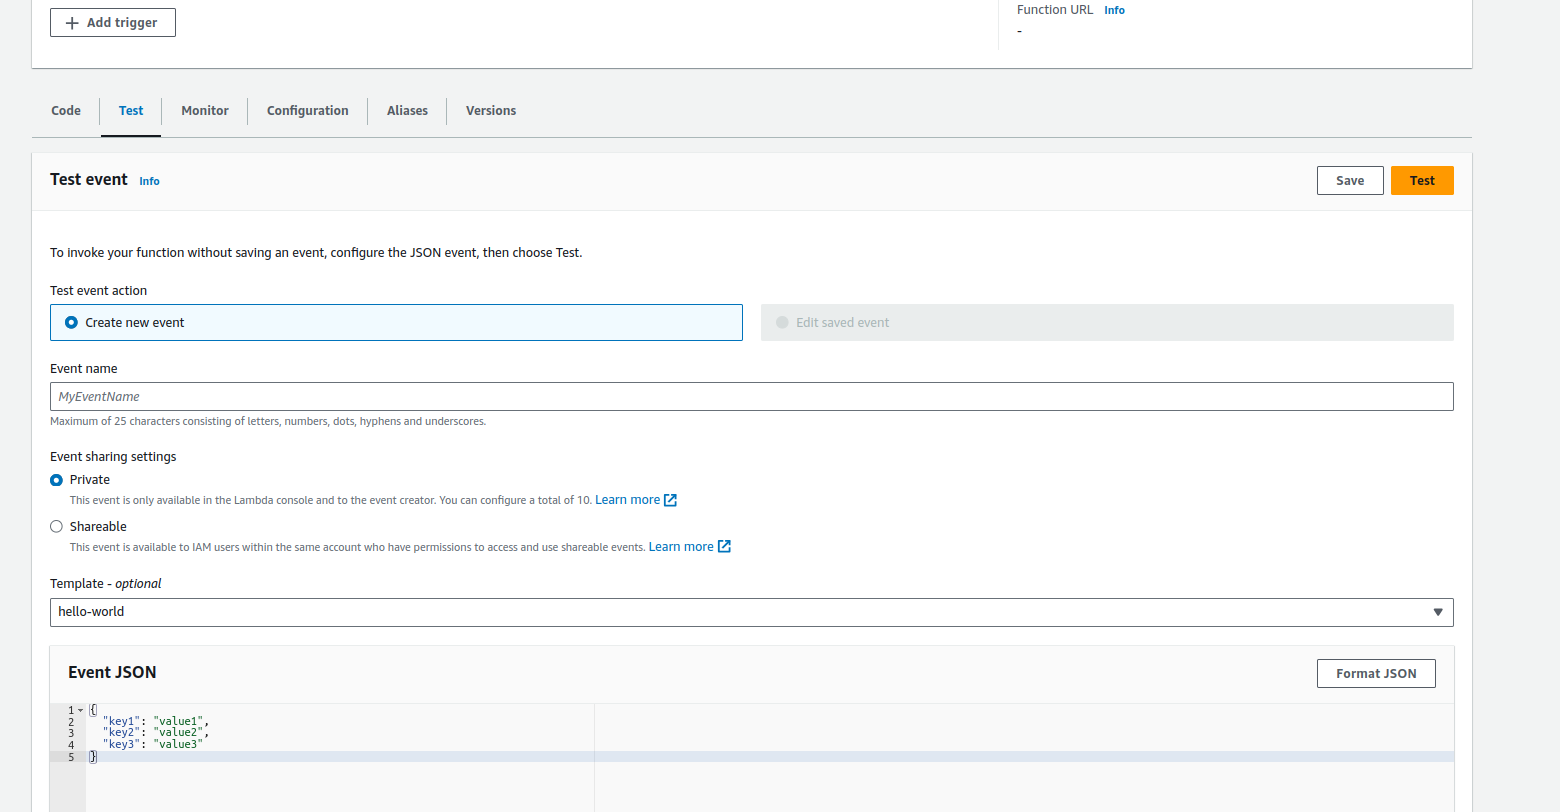 Add trigger
Function URL Info
-
Code Test Monitor Configuration Aliases Versions
Test event Info
Save Test
To invoke your function without saving an event, configure the JSON event, then choose Test.
Test event action
Create new event
Edit saved event
Event name
MyEventName
Maximum of 25 characters consisting of letters, numbers, dots, hyphens and underscores.
Event sharing settings
Private
This event is only available in the Lambda console and to the event creator. You can configure a total of 10. Learn more
Shareable
This event is available to IAM users within the same account who have permissions to access and use shareable events. Learn more
Template - optional
hello-world
Event JSON
Format JSON
1 {
2 "key1": "value1",
3 "key2": "value2",
4 "key3": "value3"
5 }